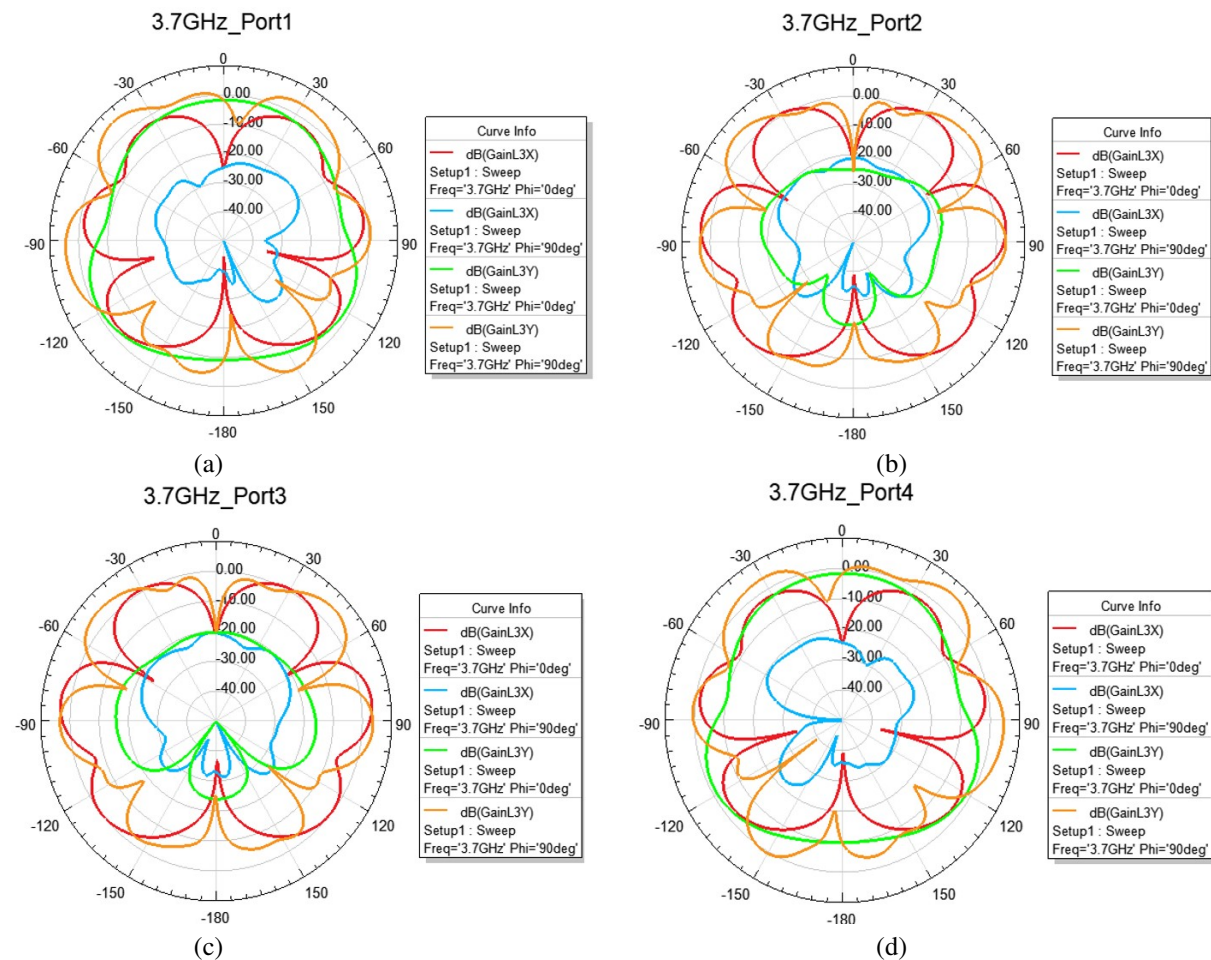 3.7GHz_Port1
0
-30
30
0.00
-10.00
-20.00
-60
60
-30.00
-40.00
-90
90
-120
120
-150
150
-180
Curve Info
dB(GainL3X)
Setup1 : Sweep
Freq='3.7GHz' Phi='0deg'
dB(GainL3X)
Setup1 : Sweep
Freq='3.7GHz' Phi='90deg'
dB(GainL3Y)
Setup1 : Sweep
Freq='3.7GHz' Phi='0deg'
dB(GainL3Y)
Setup1 : Sweep
Freq='3.7GHz' Phi='90deg'
(a)
3.7GHz_Port2
0
-30
30
0.00
-10.00
-20.00
-60
60
-30.00
-40.00
-90
90
-120
120
-150
150
-180
Curve Info
dB(GainL3X)
Setup1 : Sweep
Freq='3.7GHz' Phi='0deg'
dB(GainL3X)
Setup1 : Sweep
Freq='3.7GHz' Phi='90deg'
dB(GainL3Y)
Setup1 : Sweep
Freq='3.7GHz' Phi='0deg'
dB(GainL3Y)
Setup1 : Sweep
Freq='3.7GHz' Phi='90deg'
(b)
3.7GHz_Port3
0
-30
30
0.00
-10.00
-20.00
-60
60
-30.00
-40.00
-90
90
-120
120
-150
150
-180
Curve Info
dB(GainL3X)
Setup1 : Sweep
Freq='3.7GHz' Phi='0deg'
dB(GainL3X)
Setup1 : Sweep
Freq='3.7GHz' Phi='90deg'
dB(GainL3Y)
Setup1 : Sweep
Freq='3.7GHz' Phi='0deg'
dB(GainL3Y)
Setup1 : Sweep
Freq='3.7GHz' Phi='90deg'
(c)
3.7GHz_Port4
0
-30
30
0.00
-10.00
-20.00
-60
60
-30.00
-40.00
-90
90
-120
120
-150
150
-180
Curve Info
dB(GainL3X)
Setup1 : Sweep
Freq='3.7GHz' Phi='0deg'
dB(GainL3X)
Setup1 : Sweep
Freq='3.7GHz' Phi='90deg'
dB(GainL3Y)
Setup1 : Sweep
Freq='3.7GHz' Phi='0deg'
dB(GainL3Y)
Setup1 : Sweep
Freq='3.7GHz' Phi='90deg'
(d)